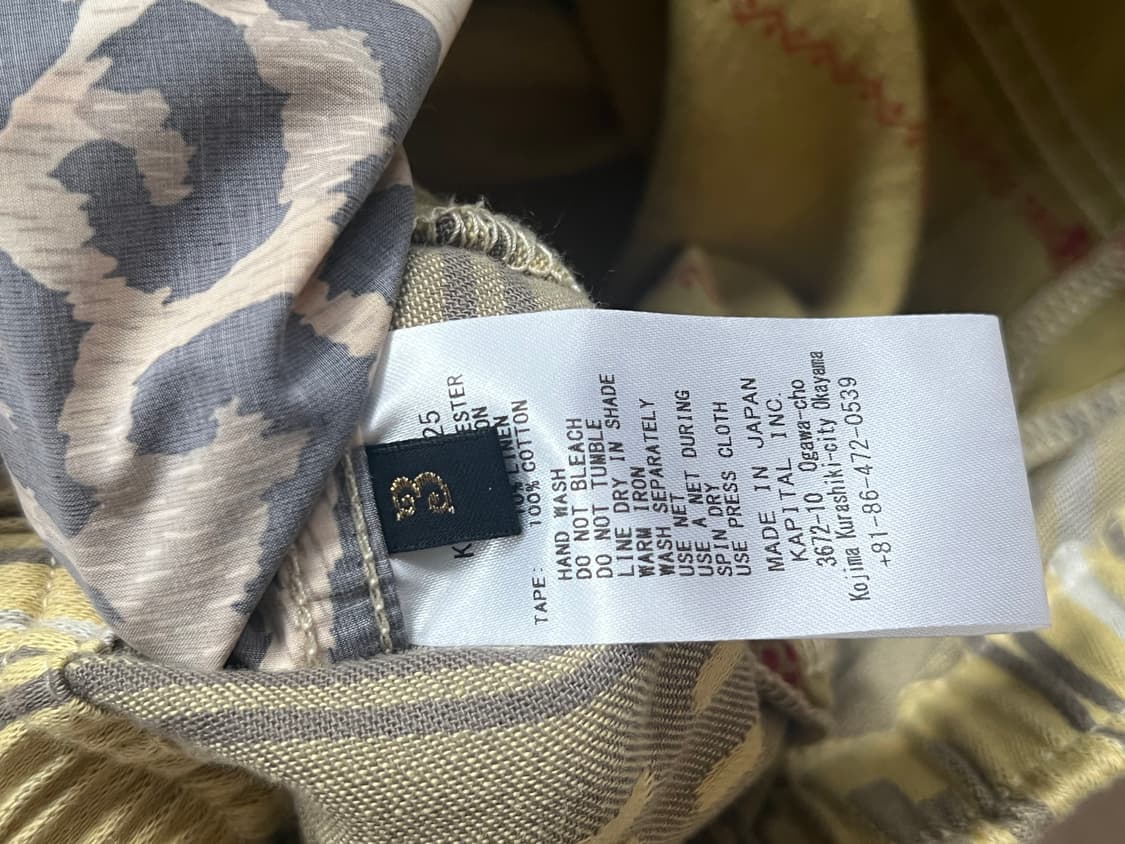 3
25
TAPE: 100% COTTON
HAND WASH
DO NOT BLEACH
DO NOT TUMBLE
LINE DRY IN SHADE
WARM IRON
WASH SEPARATELY
USE NET
USE A NET DURING
SPIN DRY
USE PRESS CLOTH
MADE IN JAPAN
KAPITAL INC.
3672-10 Ogawa-cho
Kojima Kurashiki-city Okayama
+81-86-472-0539